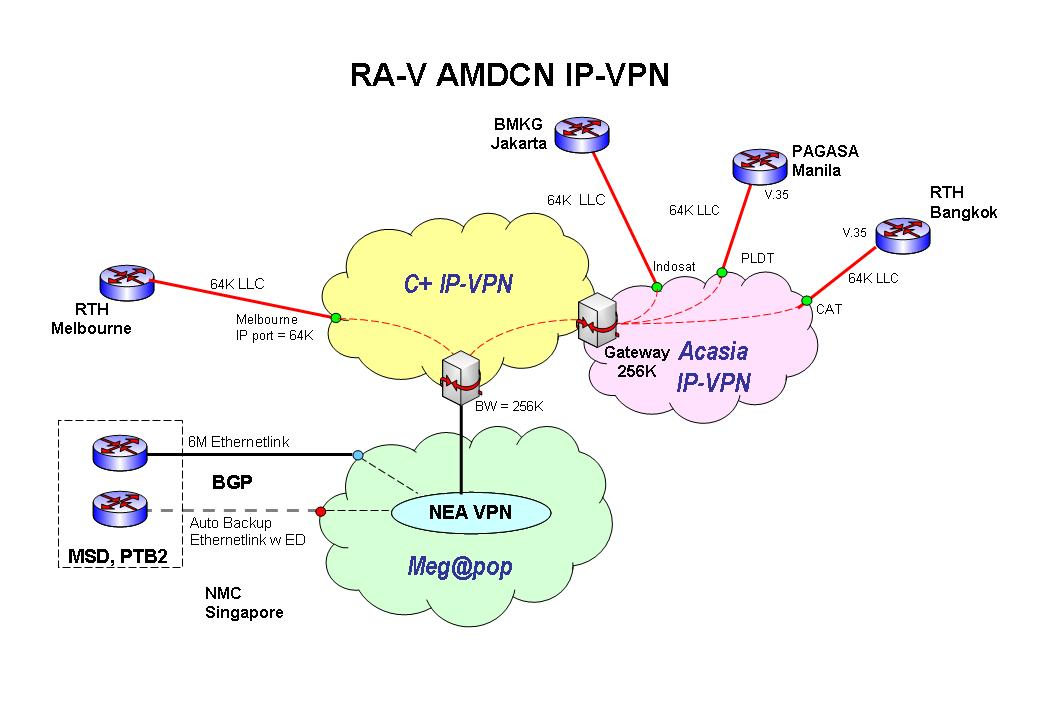 RA-V AMDCN IP-VPN
BMKG
Jakarta
PAGASA
Manila
V.35
RTH
Bangkok
V.35
64K  LLC
64K LLC
64K LLC
Indosat
PLDT
CAT
C+ IP-VPN
64K LLC
RTH
Melbourne
Melbourne
IP port = 64K
Gateway
256K
Acasia
IP-VPN
BW = 256K
6M Ethernetlink
BGP
NEA VPN
Auto Backup
Ethernetlink w ED
MSD, PTB2
Meg@pop
NMC
Singapore